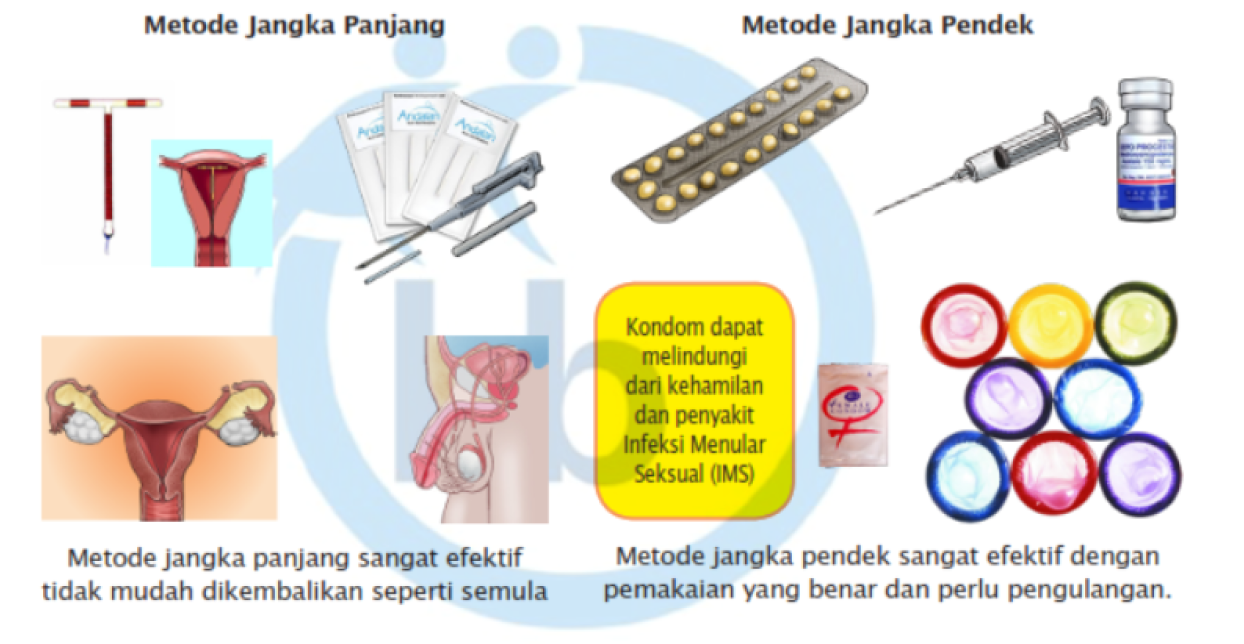 Metode Jangka Panjang
Metode Jangka Pendek
Andalan
Kondom dapat
melindungi
dari kehamilan
dan penyakit
Infeksi Menular
Seksual (IMS)
Metode jangka panjang sangat efektif
tidak mudah dikembalikan seperti semula
Metode jangka pendek sangat efektif dengan
pemakaian yang benar dan perlu pengulangan.